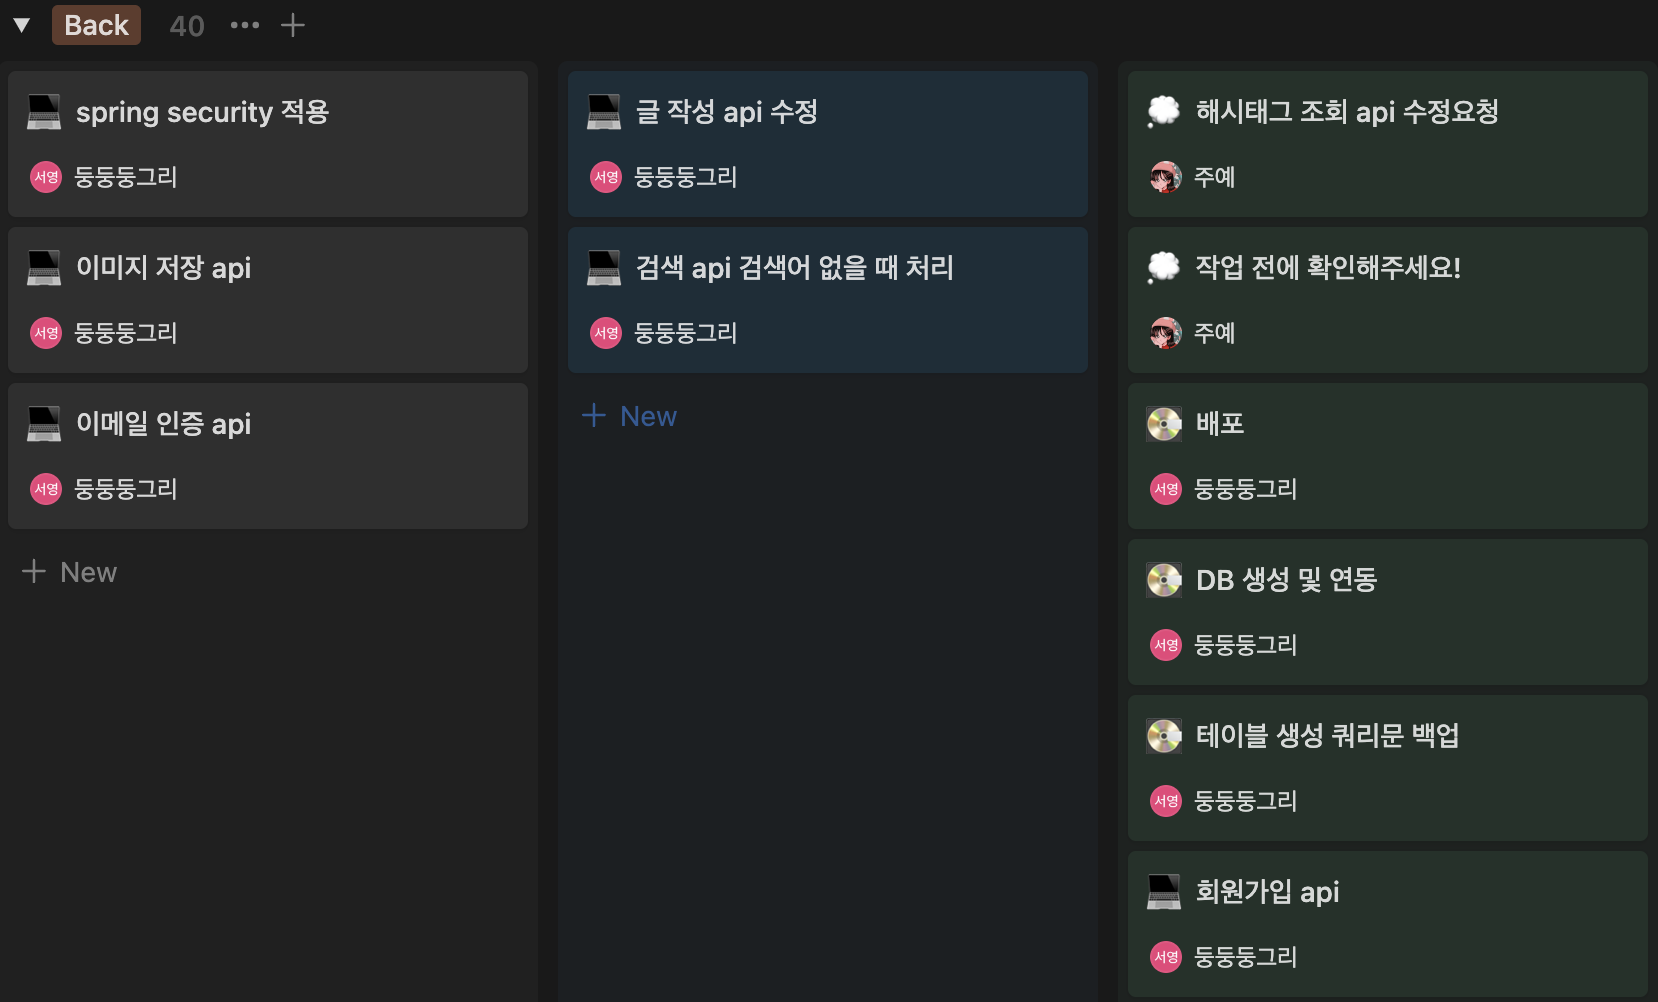 Back 40
spring security 적용
서영 둥둥둥그리
이미지 저장 api
서영 둥둥둥그리
이메일 인증 api
서영 둥둥둥그리
New
글 작성 api 수정
서영 둥둥둥그리
검색 api 검색어 없을 때 처리
서영 둥둥둥그리
New
해시태그 조회 api 수정요청
주예
작업 전에 확인해주세요!
주예
배포
서영 둥둥둥그리
DB 생성 및 연동
서영 둥둥둥그리
테이블 생성 쿼리문 백업
서영 둥둥둥그리
회원가입 api
서영 둥둥둥그리